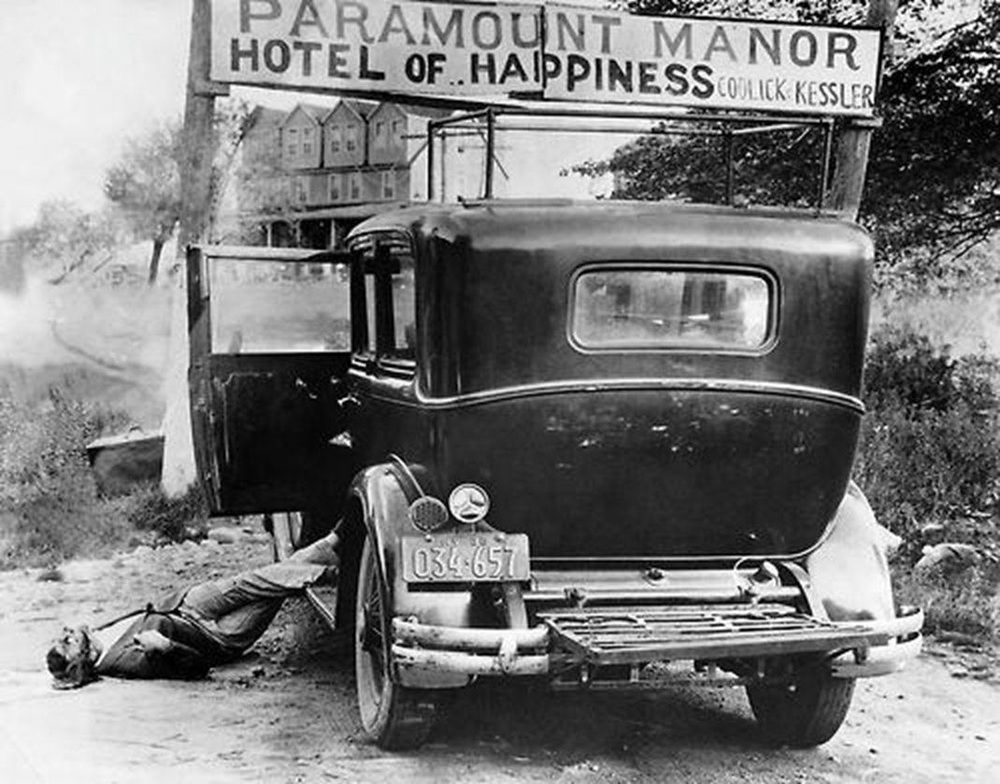 PARAMOUNT MANOR
HOTEL OF..HAPPINESS COOLICK-KESSLER
034-657